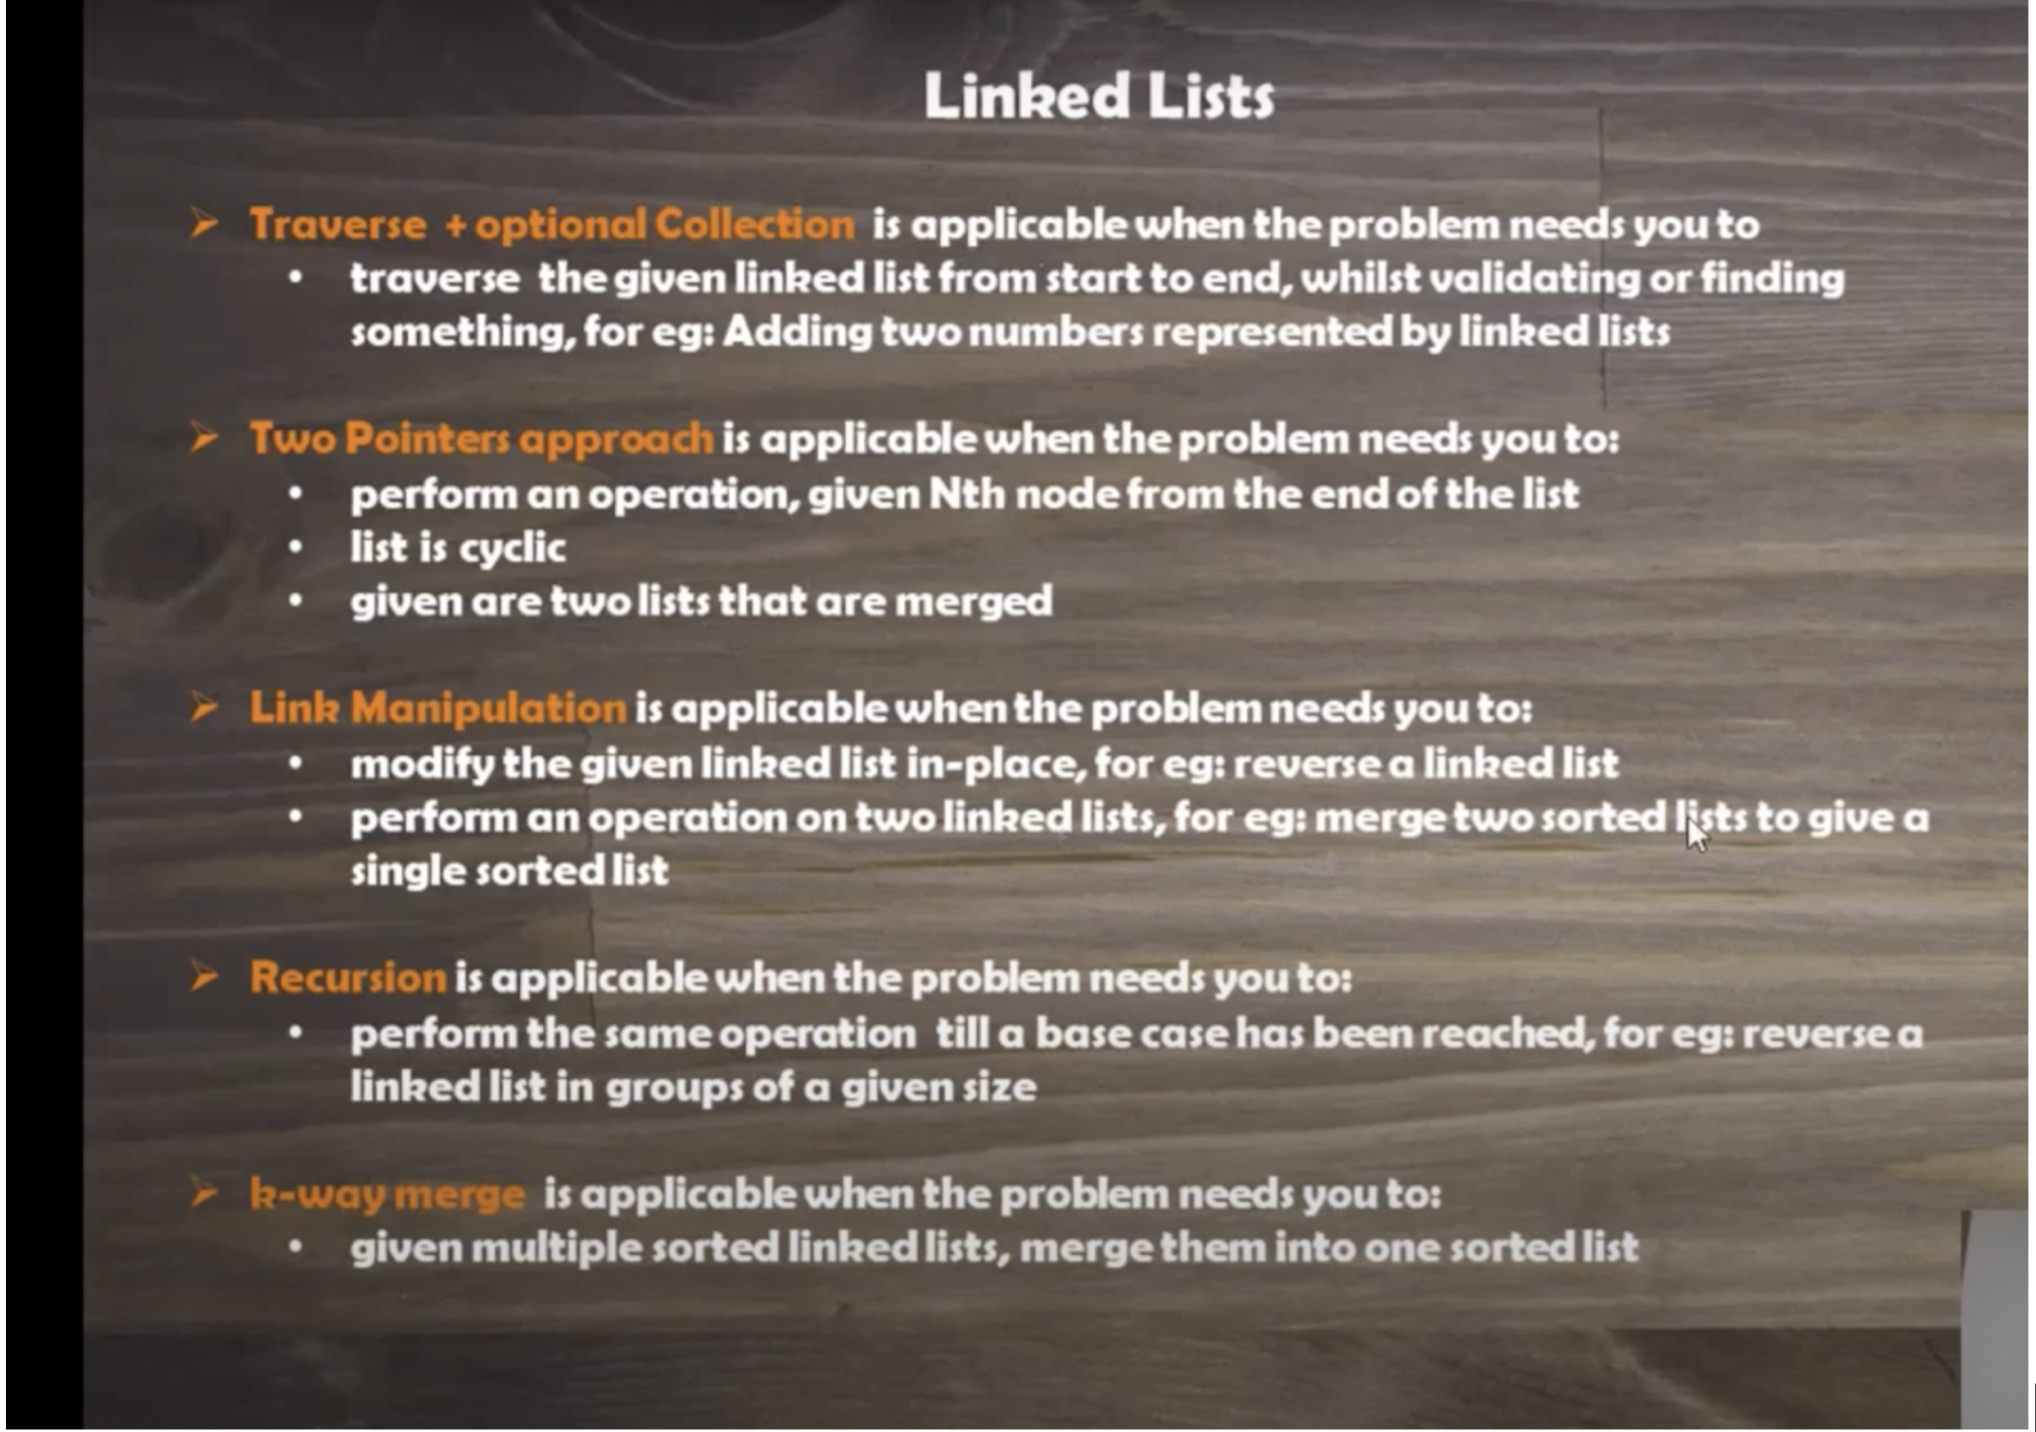 Linked Lists
➢ Traverse + optional Collection is applicable when the problem needs you to
• traverse the given linked list from start to end, whilst validating or finding
something, for eg: Adding two numbers represented by linked lists
➢ Two Pointers approach is applicable when the problem needs you to:
• perform an operation, given Nth node from the end of the list
• list is cyclic
• given are two lists that are merged
➢ Link Manipulation is applicable when the problem needs you to:
• modify the given linked list in-place, for eg: reverse a linked list
• perform an operation on two linked lists, for eg: merge two sorted lists to give a
single sorted list
➢ Recursion is applicable when the problem needs you to:
• perform the same operation till a base case has been reached, for eg: reverse a
linked list in groups of a given size
➢ k-way merge is applicable when the problem needs you to:
• given multiple sorted linked lists, merge them into one sorted list